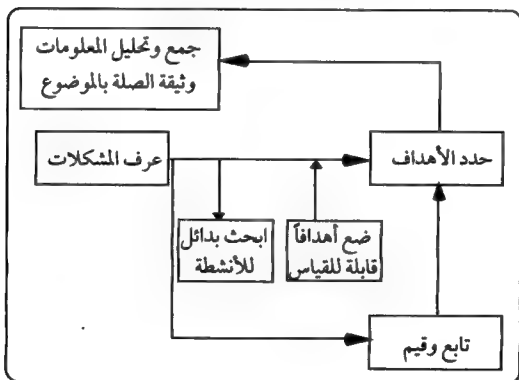 جمع وتحليل المعلومات
وثيقة الصلة بالموضوع
حدد الأهداف
عرف المشكلات
ضع أهدافاً
قابلة للقياس
ابحث بدائل
للأنشطة
تابع وقيم